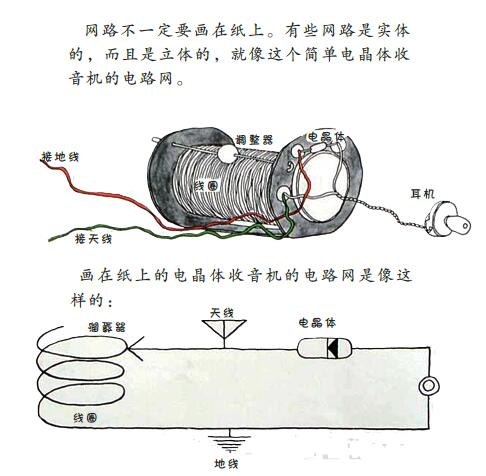 网路不一定要画在纸上。有些网路是实体
的，而且是立体的，就像这个简单电晶体收
音机的电路网。
调整器
电晶体
接地线
线圈
耳机
接天线
画在纸上的电晶体收音机的电路网是像这
样的：
天线
电晶体
线圈
地线